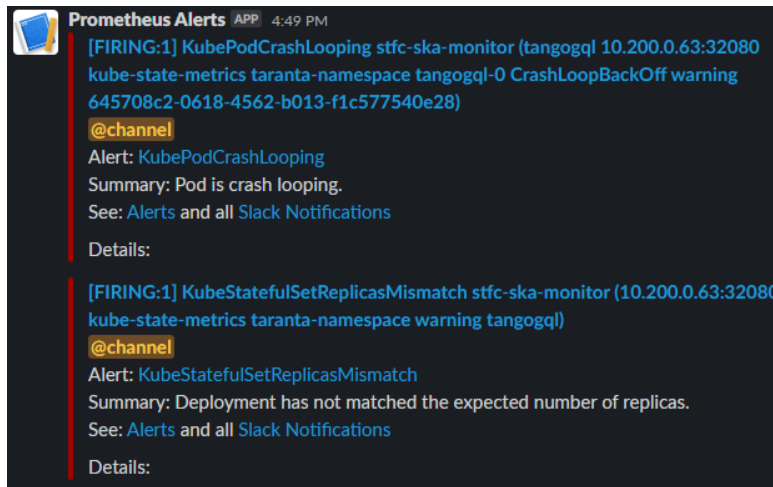 Prometheus Alerts APP 4:49 PM
[FIRING:1] KubePodCrashLooping stfc-ska-monitor (tangogql 10.200.0.63:32080
kube-state-metrics taranta-namespace tangogql-0 CrashLoopBackOff warning
645708c2-0618-4562-b013-f1c577540e28)
@channel
Alert: KubePodCrashLooping
Summary: Pod is crash looping.
See: Alerts and all Slack Notifications
Details:
[FIRING:1] KubeStatefulSetReplicasMismatch stfc-ska-monitor (10.200.0.63:32080
kube-state-metrics taranta-namespace warning tangogql)
@channel
Alert: KubeStatefulSetReplicasMismatch
Summary: Deployment has not matched the expected number of replicas.
See: Alerts and all Slack Notifications
Details: